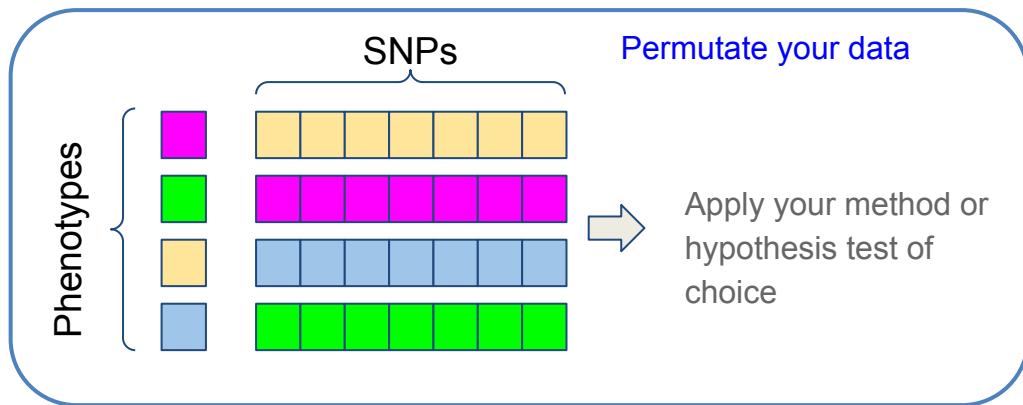 SNPs
Permutate your data
Phenotypes
Apply your method or
hypothesis test of
choice